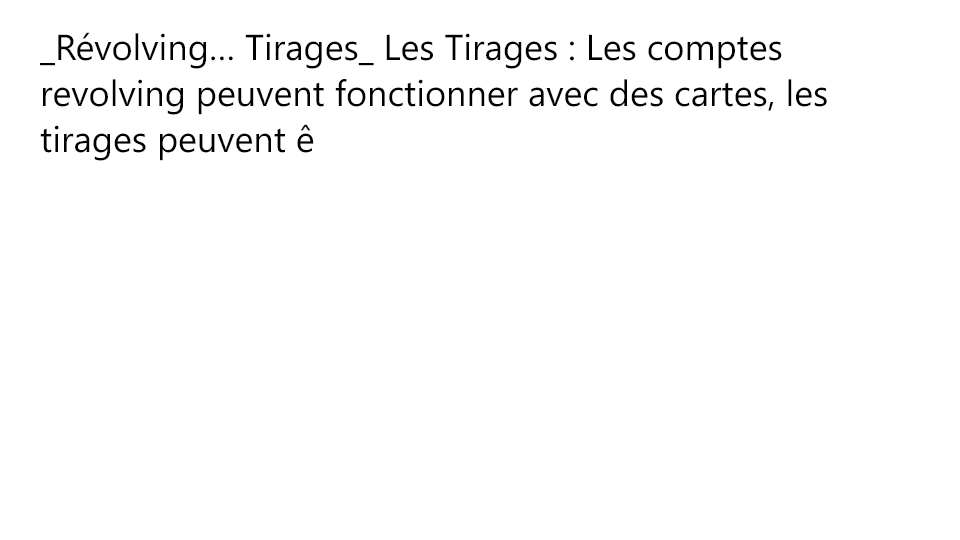 _Révolving... Tirages_ Les Tirages : Les comptes
revolving peuvent fonctionner avec des cartes, les
tirages peuvent ê